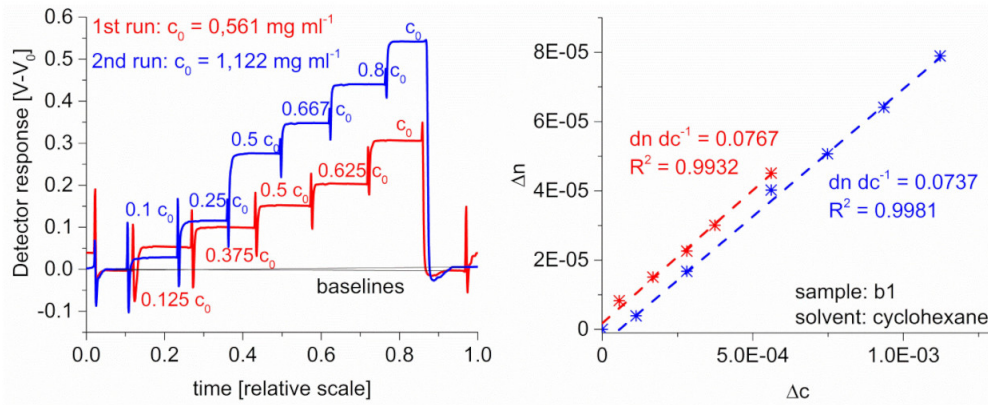 1st run: c₀ = 0,561 mg ml⁻¹
2nd run: c₀ = 1,122 mg ml⁻¹
Detector response [V-V₀]
0.6
0.5
0.4
0.3
0.2
0.1
0.0
-0.1
c₀
0.8 c₀
0.667 c₀
0.5 c₀
0.25 c₀
0.1 c₀
c₀
0.625 c₀
0.5 c₀
0.375 c₀
0.125 c₀
baselines
0.0 0.2 0.4 0.6 0.8 1.0
time [relative scale]
Δn
8E-05
6E-05
4E-05
2E-05
0
dn dc⁻¹ = 0.0767
R² = 0.9932
dn dc⁻¹ = 0.0737
R² = 0.9981
sample: b1
solvent: cyclohexane
0 5.0E-04 1.0E-03
Δc